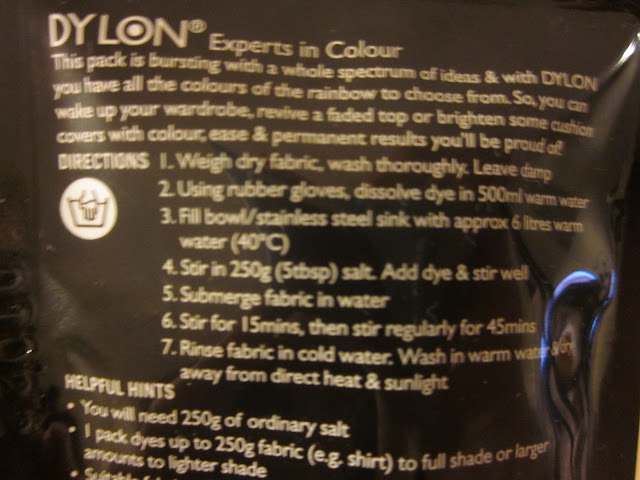 DYLON® Experts in Colour
This pack is bursting with a whole spectrum of ideas & with DYLON
you have all the colours of the rainbow to choose from. So, you can
wake up your wardrobe, revive a faded top or brighten some cushion
covers with colour, ease & permanent results you'll be proud of!
DIRECTIONS 1. Weigh dry fabric, wash thoroughly. Leave damp
2. Using rubber gloves, dissolve dye in 500ml warm water
3. Fill bowl/stainless steel sink with approx 6 litres warm
water (40°C)
4. Stir in 250g (5tbsp) salt. Add dye & stir well
5. Submerge fabric in water
6. Stir for 15mins, then stir regularly for 45mins
7. Rinse fabric in cold water. Wash in warm water & dry
away from direct heat & sunlight
HELPFUL HINTS
• You will need 250g of ordinary salt
• 1 pack dyes up to 250g fabric (e.g. shirt) to full shade or larger
amounts to lighter shade